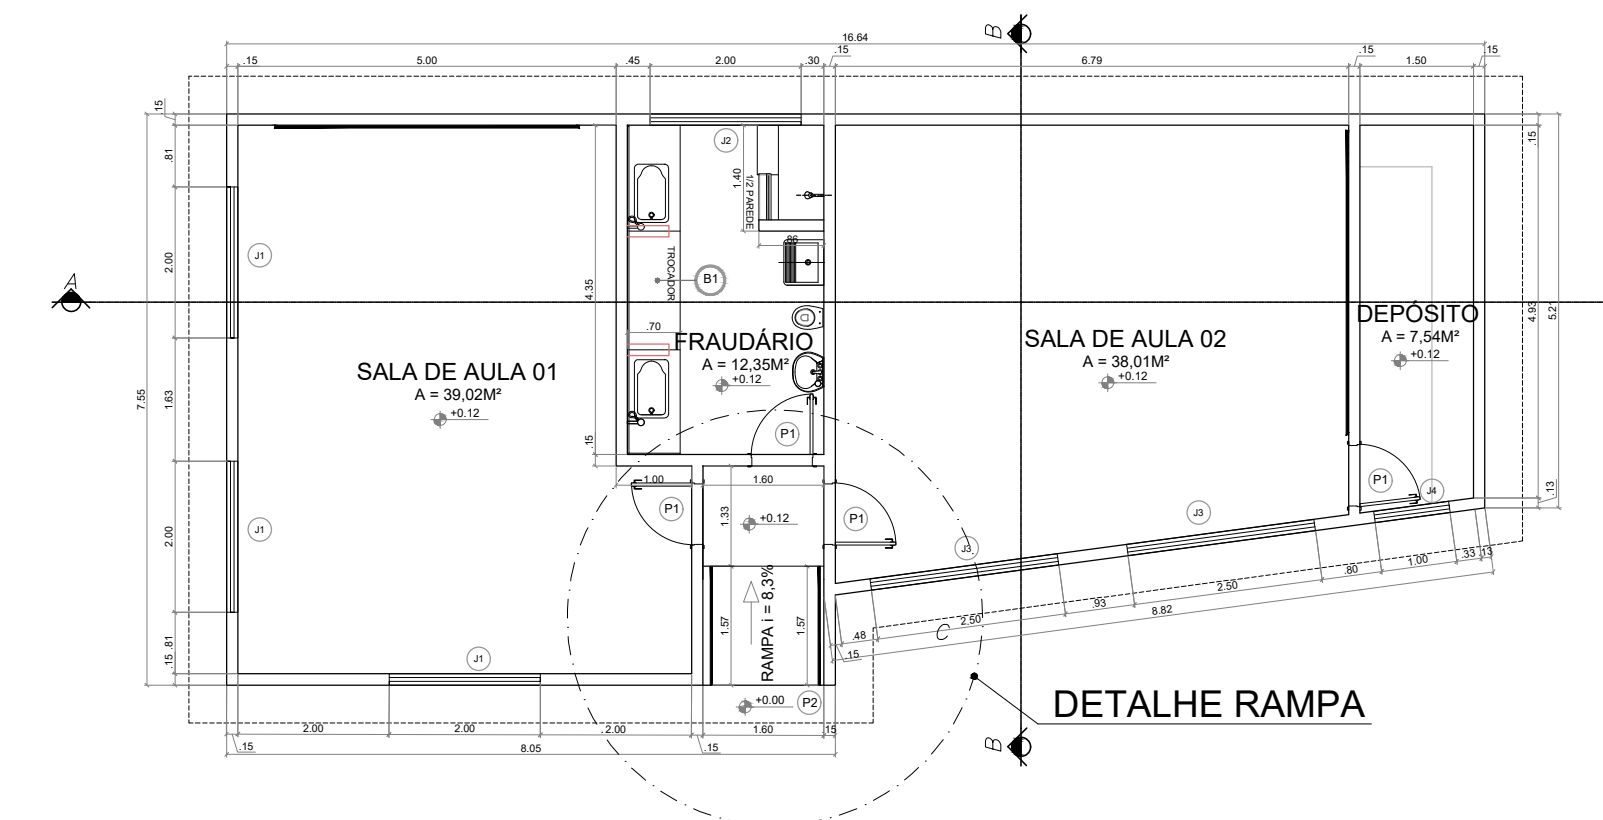 B
16.64
.15
.15
.15
.15
5.00
.45
2.00
.30
6.79
1.50
.15
.81
J2
1.40
1/2 PAREDE
.15
2.00
J1
.86
TROCADOR
B1
A
4.35
4.93
5.21
DEPÓSITO
A = 7,54M²
+0.12
.70
FRAUDÁRIO
A = 12,35M²
+0.12
SALA DE AULA 02
A = 38,01M²
+0.12
SALA DE AULA 01
A = 39,02M²
+0.12
7.55
1.63
P1
.15
1.00
1.60
P1
J4
.13
P1
P1
J3
+0.12
1.33
J1
2.00
J3
.33
.13
1.00
.80
2.50
.93
8.82
2.50
.48
.15
C
1.57
RAMPA i = 8,3%
1.57
.81
.15
J1
+0.00
P2
DETALHE RAMPA
2.00
2.00
2.00
1.60
.15
.15
8.05
.15
B